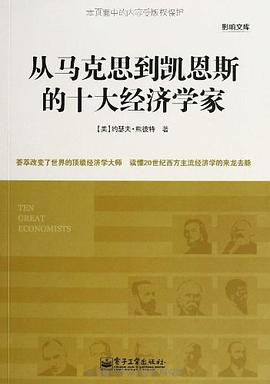 本页面中的内容受版权保护
影响文库
从马克思到凯恩斯
的十大经济学家
【美】约瑟夫·熊彼特 著
荟萃改变了世界的顶级经济学大师 读懂20世纪西方主流经济学的来龙去脉
TEN
GREAT
ECONOMISTS
电子工业出版社